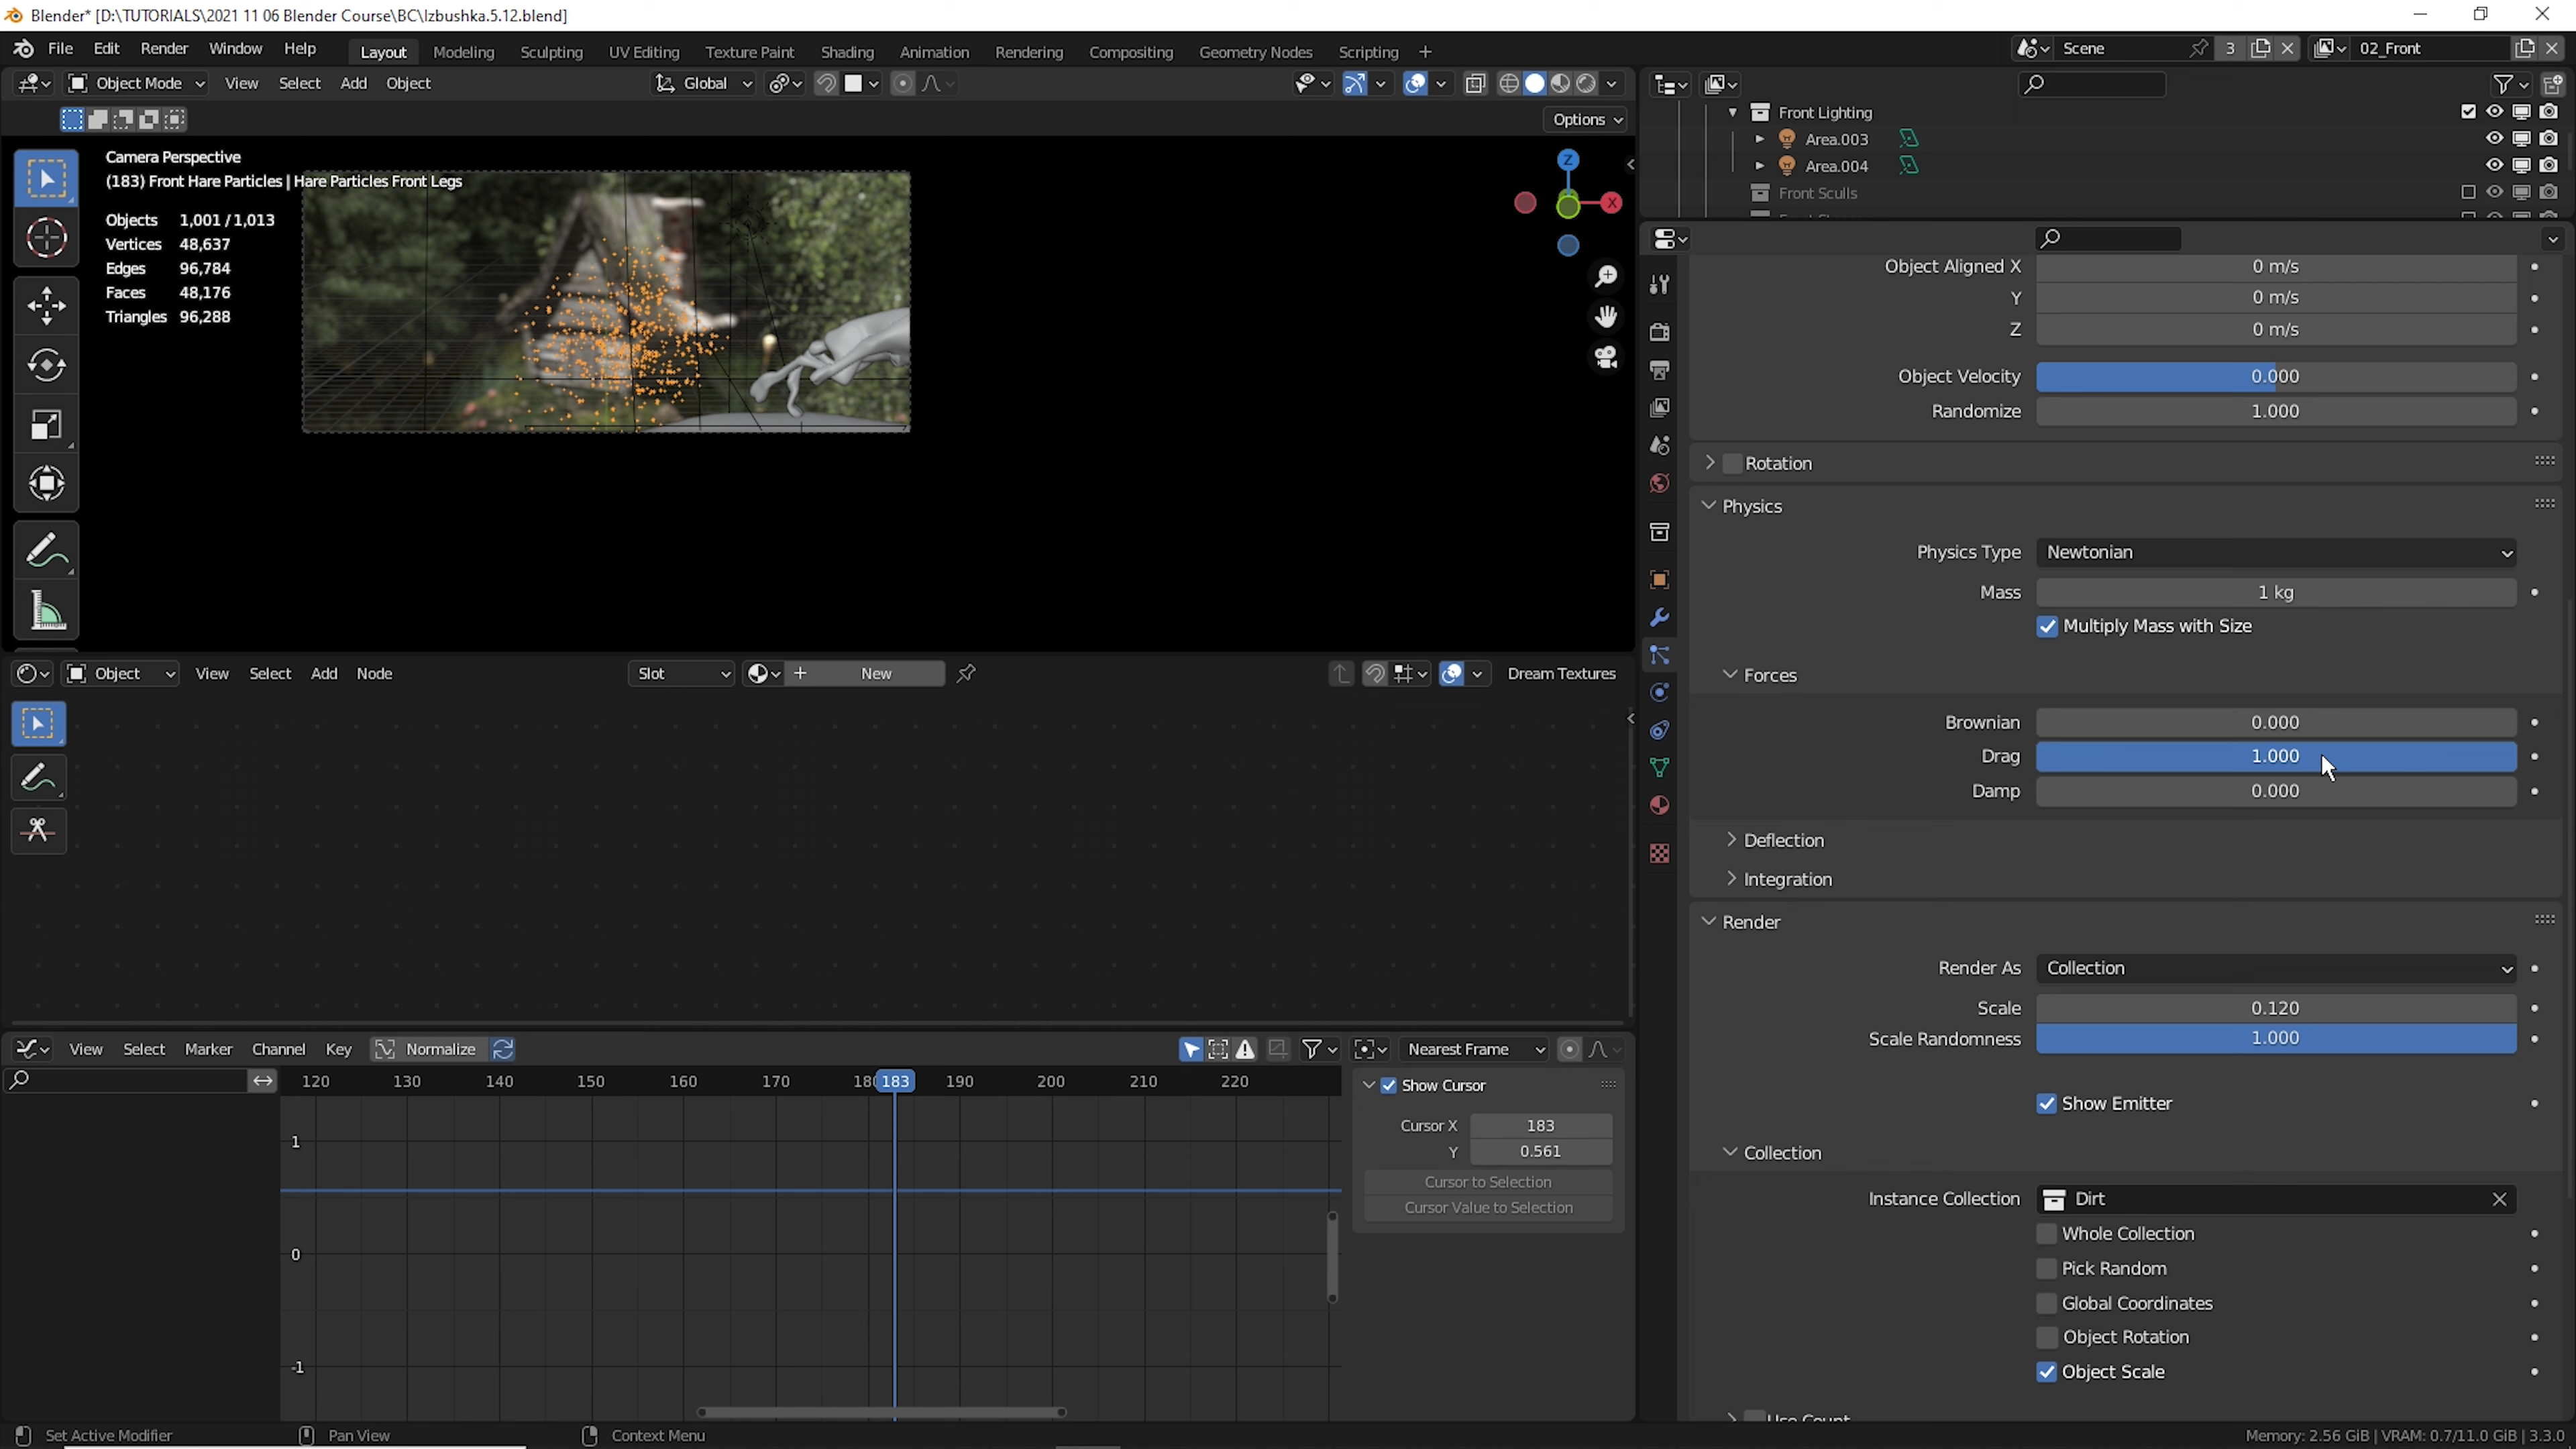 Blender* [D:\TUTORIALS\2021 11 06 Blender Course\BC\Izbushka.5.12.blend]
File Edit Render Window Help Layout Modeling Sculpting UV Editing Texture Paint Shading Animation Rendering Compositing Geometry Nodes Scripting + Scene 3 02_Front
Object Mode View Select Add Object Global
Options
Camera Perspective
(183) Front Hare Particles | Hare Particles Front Legs
Objects 1,001 / 1,013
Vertices 48,637
Edges 96,784
Faces 48,176
Triangles 96,288
Z
X
Front Lighting
Area.003
Area.004
Front Sculls
Object Aligned X 0 m/s
Y 0 m/s
Z 0 m/s
Object Velocity 0.000
Randomize 1.000
Rotation
Physics
Physics Type Newtonian
Mass 1 kg
Multiply Mass with Size
Forces
Brownian 0.000
Drag 1.000
Damp 0.000
Deflection
Integration
Render
Render As Collection
Scale 0.120
Scale Randomness 1.000
Show Emitter
Collection
Instance Collection Dirt
Whole Collection
Pick Random
Global Coordinates
Object Rotation
Object Scale
Use Count
Object View Select Add Node Slot New Dream Textures
View Select Marker Channel Key Normalize Nearest Frame
120 130 140 150 160 170 180 183 190 200 210 220
1
0
-1
Show Cursor
Cursor X 183
Y 0.561
Cursor to Selection
Cursor Value to Selection
Set Active Modifier Pan View Context Menu Memory: 2.56 GiB | VRAM: 0.7/11.0 GiB | 3.3.0